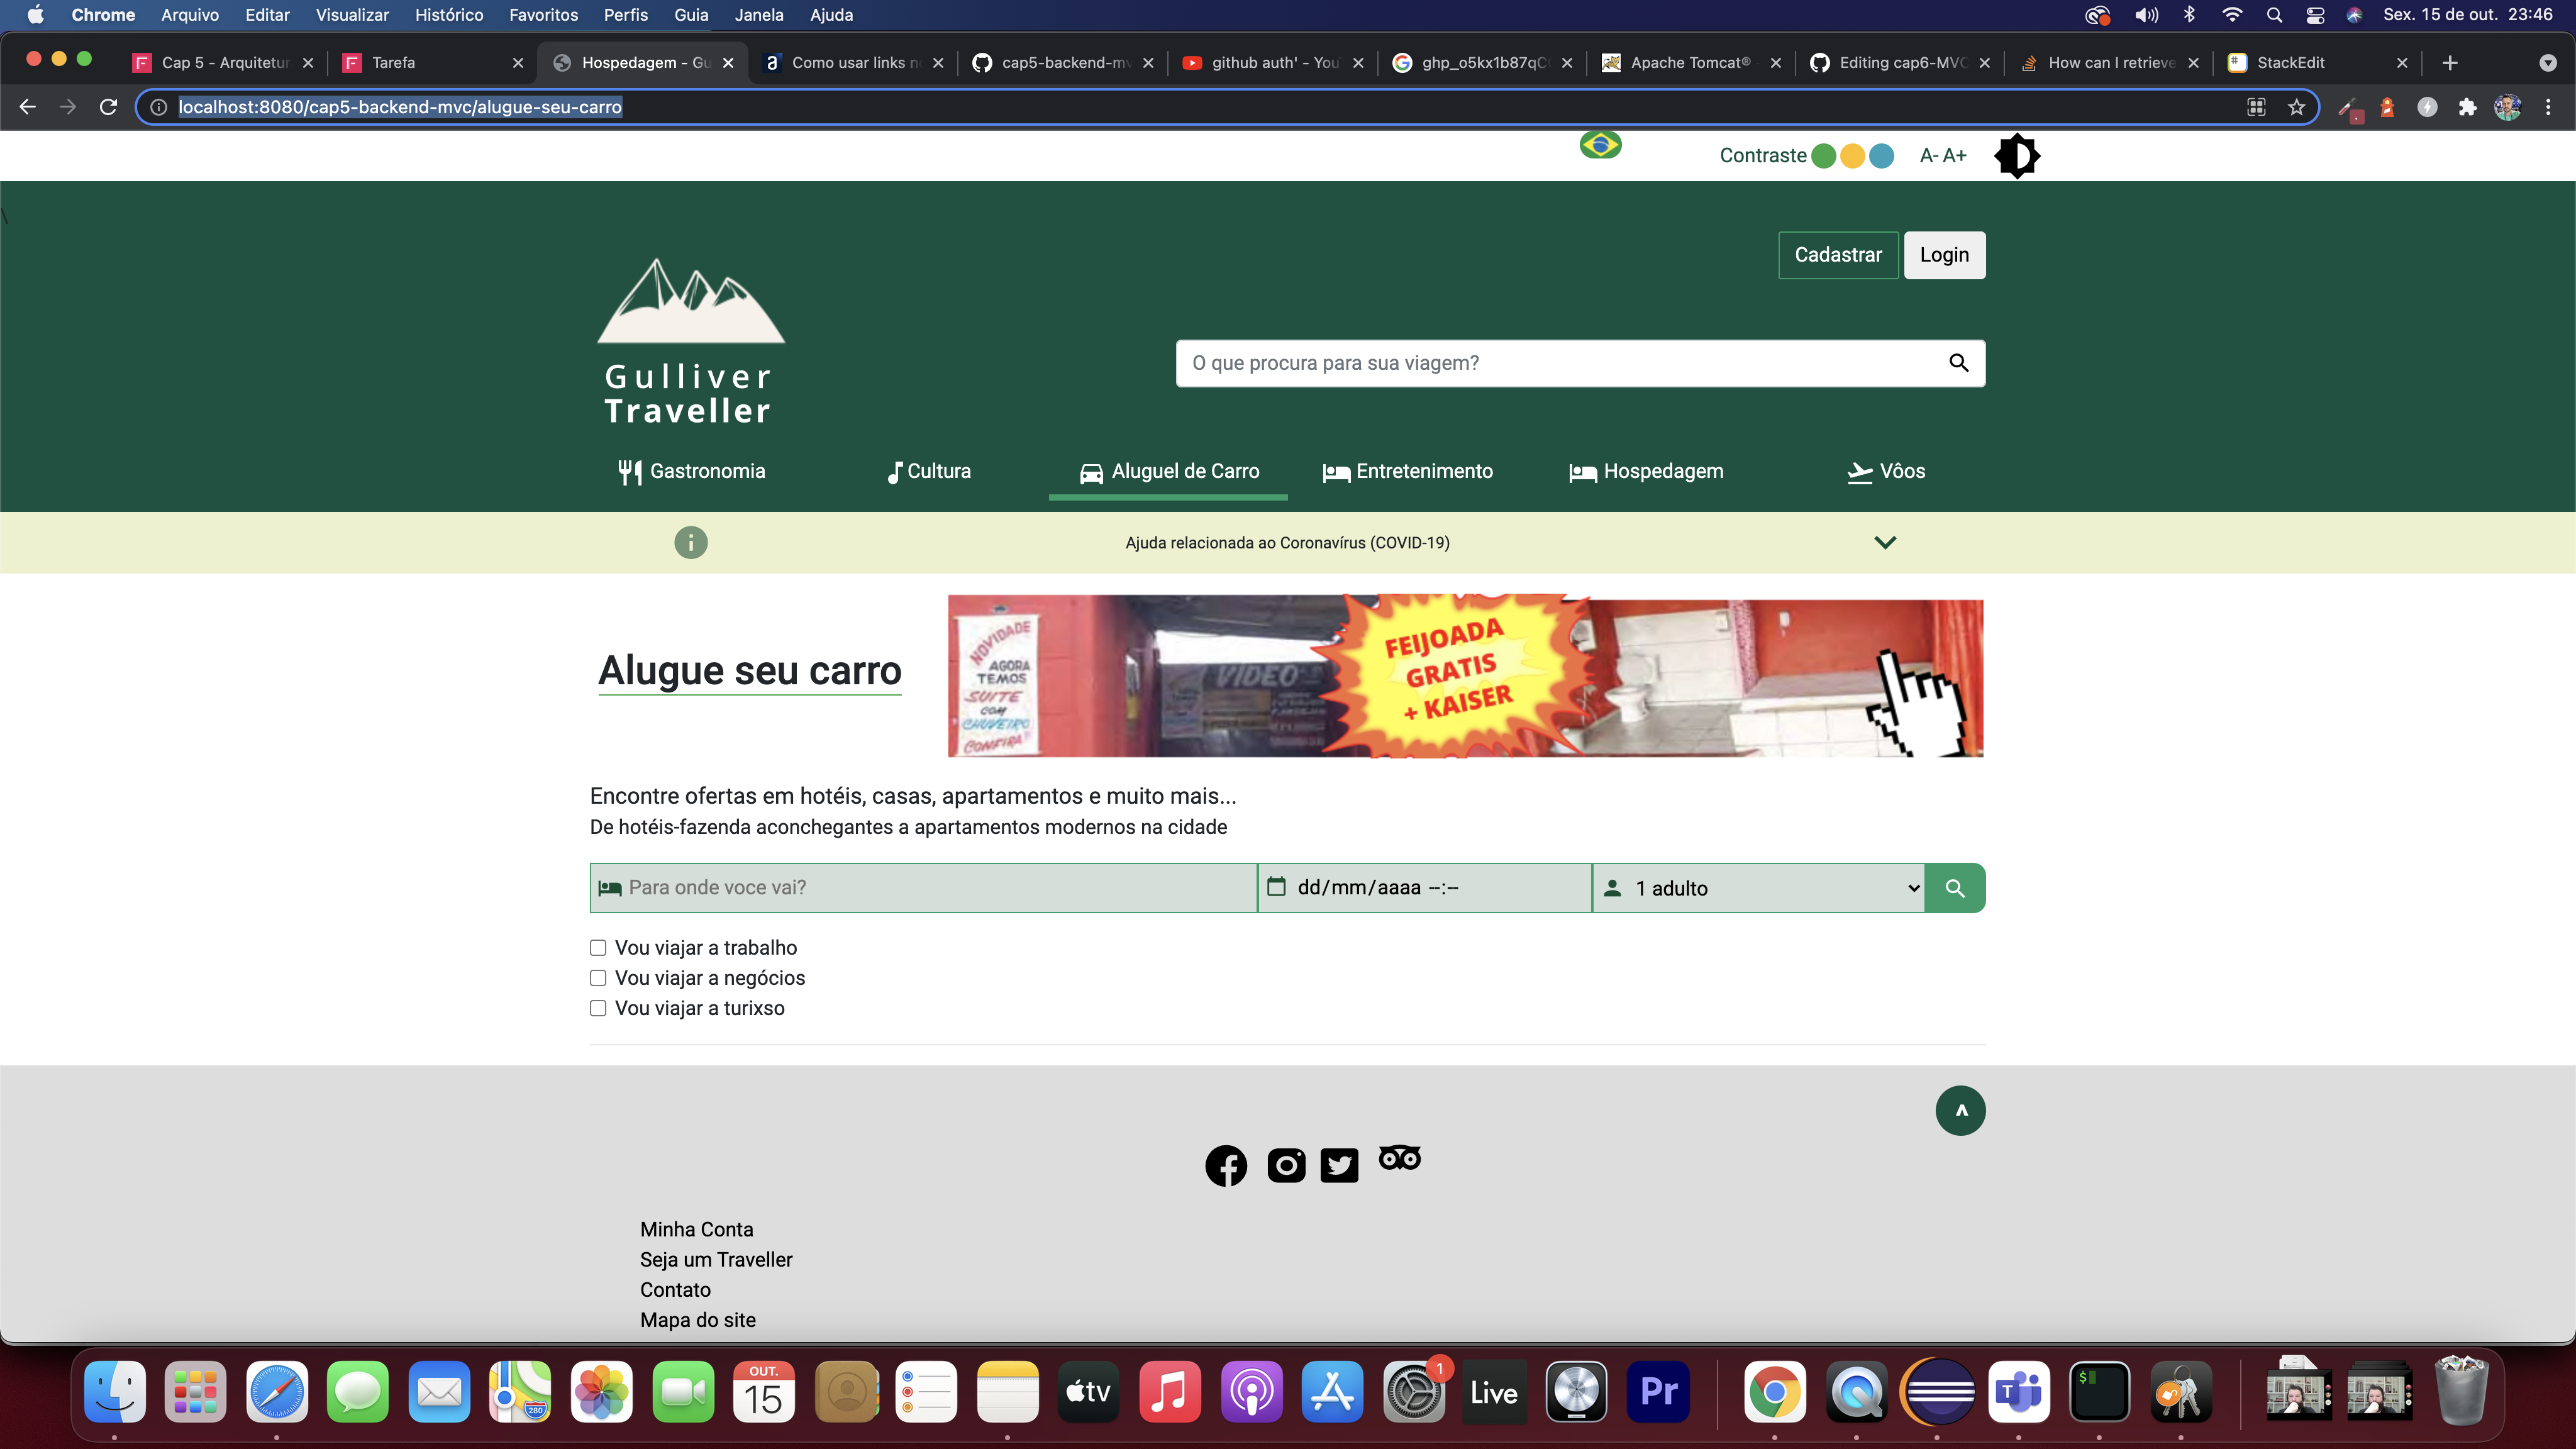 Chrome Arquivo Editar Visualizar Histórico Favoritos Perfis Guia Janela Ajuda Sex. 15 de out. 23:46
Cap 5 - Arquitetur Tarefa Hospedagem - Gu Como usar links n cap5-backend-mv github auth' - You ghp_o5kx1b87qC Apache Tomcat® Editing cap6-MVC How can I retrieve StackEdit
localhost:8080/cap5-backend-mvc/alugue-seu-carro
Contraste A- A+
\
Cadastrar Login
Gulliver
Traveller
O que procura para sua viagem?
Gastronomia Cultura Aluguel de Carro Entretenimento Hospedagem Vôos
Ajuda relacionada ao Coronavírus (COVID-19)
Alugue seu carro
NOVIDADE
AGORA
TEMOS
SUITE
COM
CHUVEIRO
CONFIRA
VIDEO
FEIJOADA
GRATIS
+ KAISER
Encontre ofertas em hotéis, casas, apartamentos e muito mais...
De hotéis-fazenda aconchegantes a apartamentos modernos na cidade
Para onde voce vai? dd/mm/aaaa --:-- 1 adulto
Vou viajar a trabalho
Vou viajar a negócios
Vou viajar a turixso
^
Minha Conta
Seja um Traveller
Contato
Mapa do site
280
OUT.
15
tv
1
Live
Pr
T
$